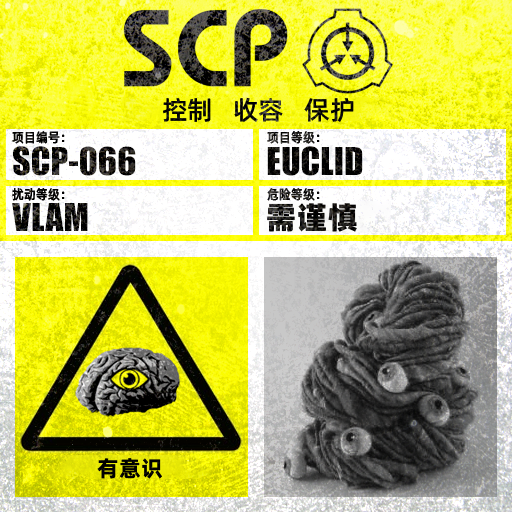 SCP
控制 收容 保护
项目编号：
SCP-066
项目等级：
EUCLID
扰动等级：
VLAM
危险等级：
需谨慎
有意识